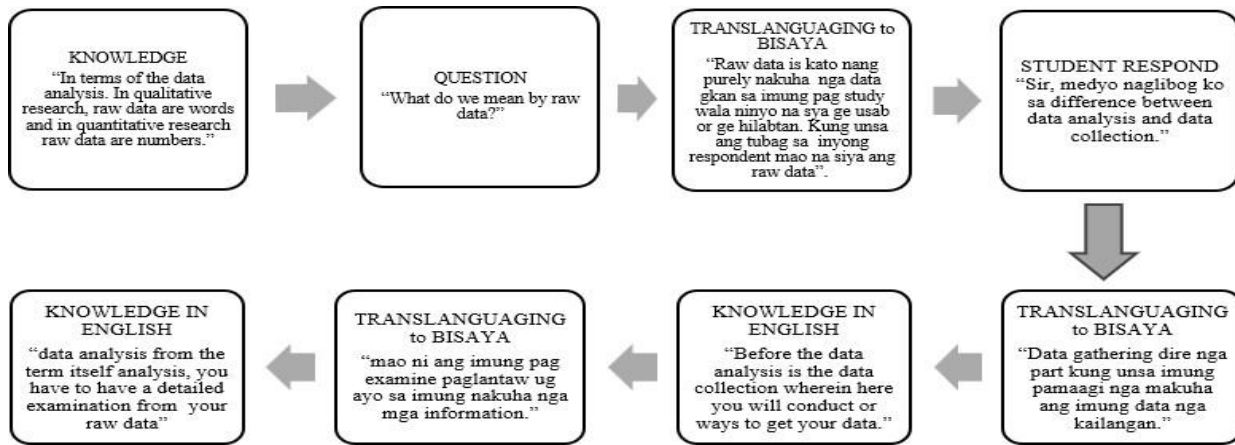 KNOWLEDGE
“In terms of the data
analysis. In qualitative
research, raw data are words
and in quantitative research
raw data are numbers.”
QUESTION
“What do we mean by raw
data?”
TRANSLANGUAGING to
BISAYA
“Raw data is kato nang
purely nakuha nga data
gkan sa imung pag study
wala ninyo na sya ge usab
or ge hilabtan. Kung unsa
ang tubag sa inyong
respondent mao na siya ang
raw data”.
STUDENT RESPOND
“Sir, medyo naglibog ko
sa difference between
data analysis and data
collection.”
TRANSLANGUAGING
to BISAYA
“Data gathering dire nga
part kung unsa imung
pamaagi nga makuha
ang imung data nga
kailangan.”
KNOWLEDGE IN
ENGLISH
“Before the data
analysis is the data
collection wherein here
you will conduct or
ways to get your data.”
TRANSLANGUAGING
to BISAYA
“mao ni ang imung pag
examine paglantaw ug
ayo sa imung nakuha nga
mga information.”
KNOWLEDGE IN
ENGLISH
“data analysis from the
term itself analysis, you
have to have a detailed
examination from your
raw data”